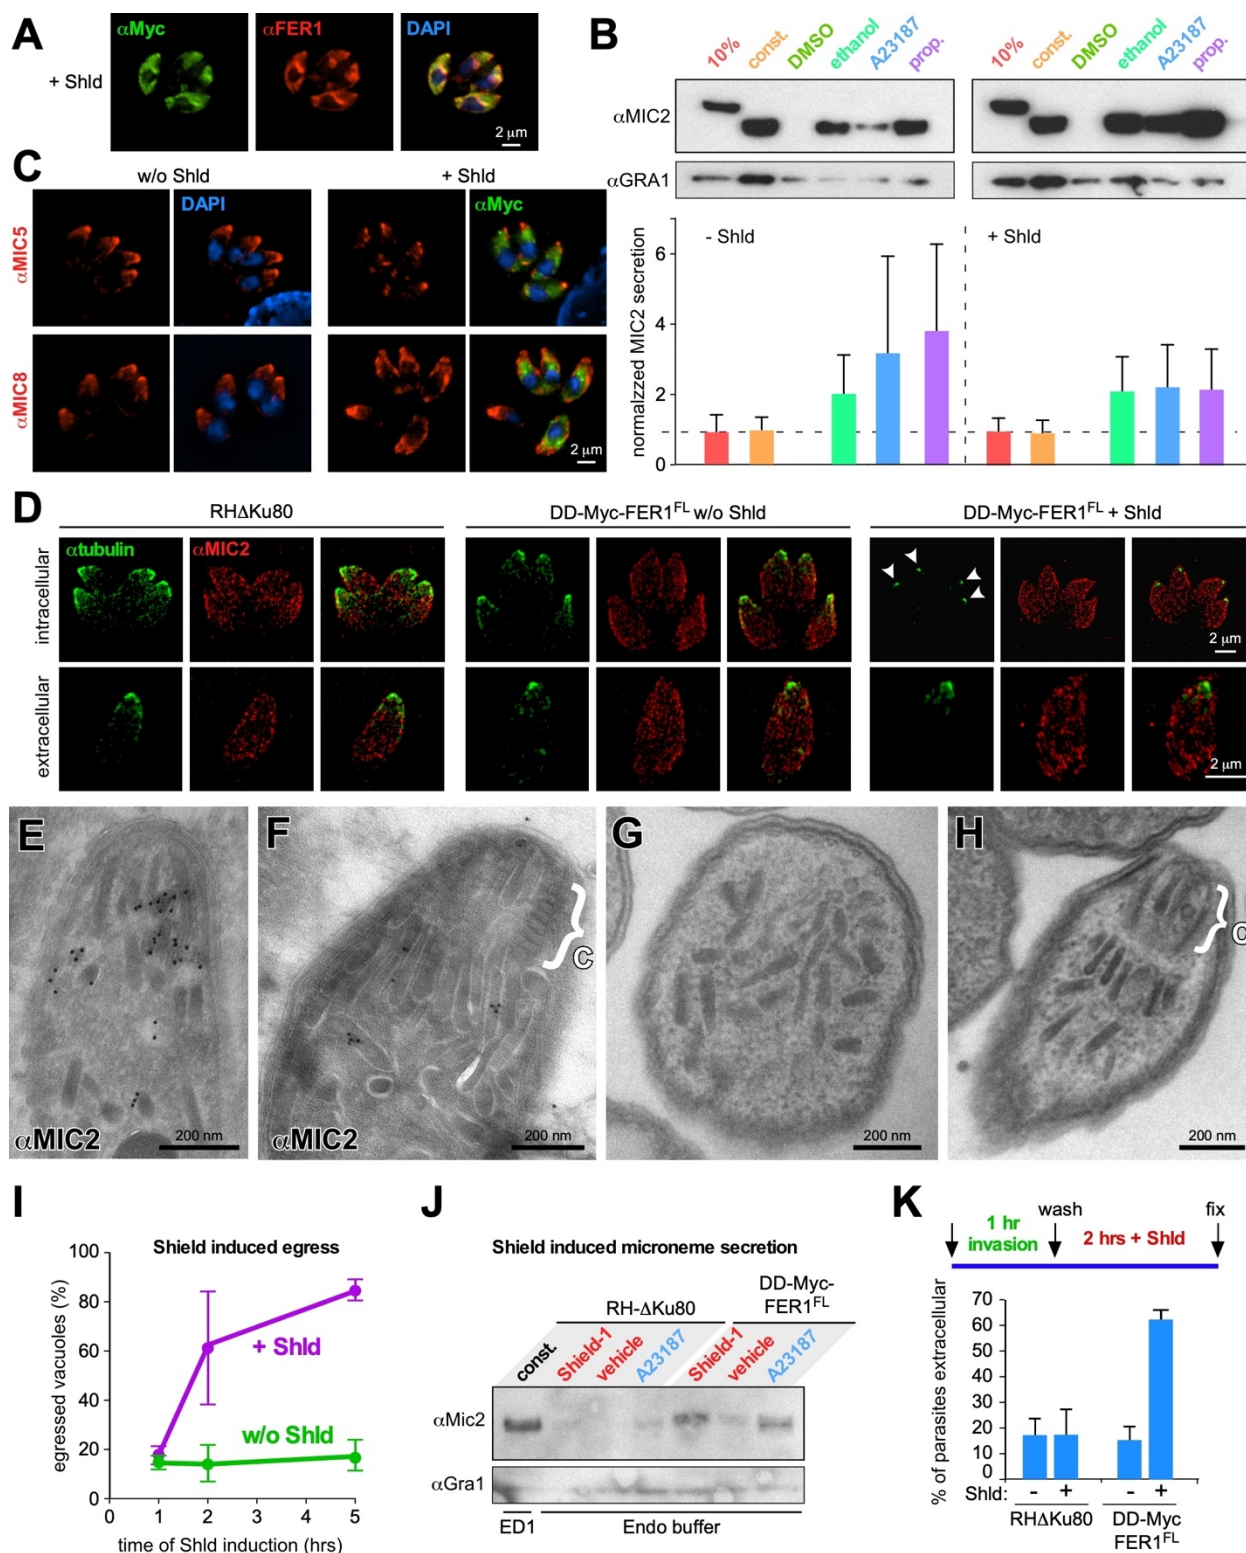 A
αMyc
αFER1
DAPI
+ Shld
2 μm
B
10%
const.
DMSO
ethanol
A23187
prop.
10%
const.
DMSO
ethanol
A23187
prop.
αMIC2
αGRA1
normalzzed MIC2 secretion
6
4
2
0
- Shld
+ Shld
C
w/o Shld
+ Shld
DAPI
αMyc
αMIC5
αMIC8
2 μm
D
RHΔKu80
DD-Myc-FER1FL w/o Shld
DD-Myc-FER1FL + Shld
αtubulin
αMIC2
intracellular
extracellular
2 μm
2 μm
E
αMIC2
200 nm
F
C
αMIC2
200 nm
G
200 nm
H
C
200 nm
I
Shield induced egress
egressed vacuoles (%)
100
80
60
40
20
0
+ Shld
w/o Shld
0 1 2 3 4 5
time of Shld induction (hrs)
J
Shield induced microneme secretion
RH-ΔKu80
DD-Myc-
FER1FL
const.
Shield-1
vehicle
A23187
Shield-1
vehicle
A23187
αMic2
αGra1
ED1
Endo buffer
K
wash
fix
1 hr
invasion
2 hrs + Shld
% of parasites extracellular
70
60
50
40
30
20
10
0
Shld: - + - +
RHΔKu80
DD-Myc
FER1FL